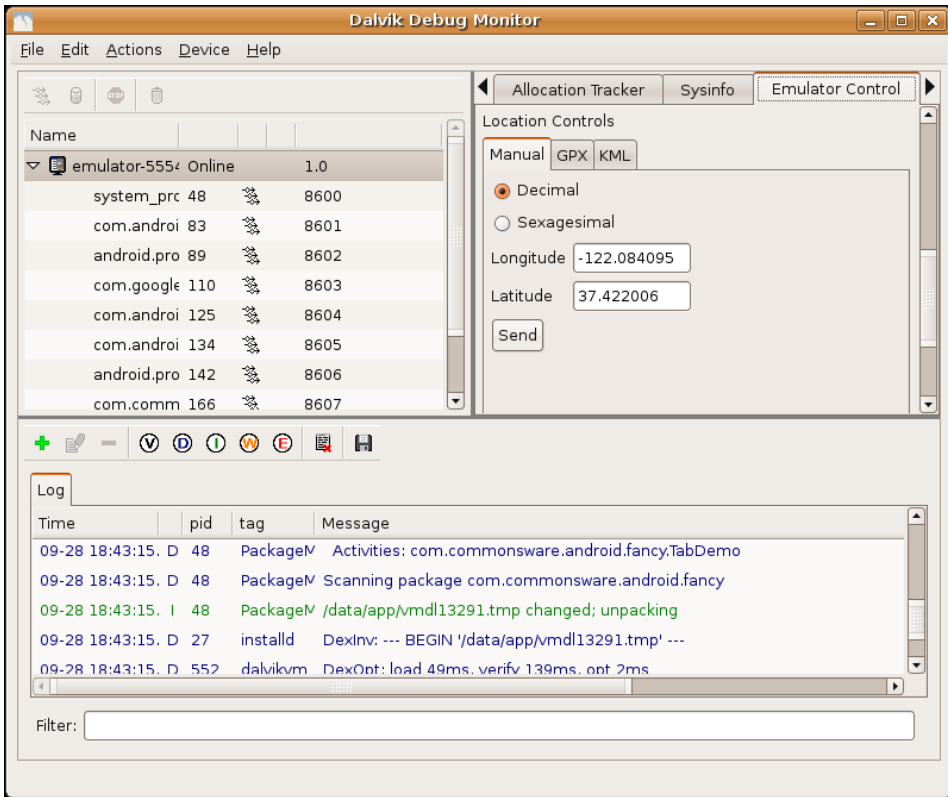 Dalvik Debug Monitor
File Edit Actions Device Help
STOP
Name
emulator-5554 Online 1.0
system_prc 48 8600
com.androi 83 8601
android.pro 89 8602
com.google 110 8603
com.androi 125 8604
com.androi 134 8605
android.pro 142 8606
com.comm 166 8607
Allocation Tracker Sysinfo Emulator Control
Location Controls
Manual GPX KML
Decimal
Sexagesimal
Longitude -122.084095
Latitude 37.422006
Send
V D I W E
Log
Time pid tag Message
09-28 18:43:15. D 48 PackageM Activities: com.commonsware.android.fancy.TabDemo
09-28 18:43:15. D 48 PackageM Scanning package com.commonsware.android.fancy
09-28 18:43:15. I 48 PackageM /data/app/vmdl13291.tmp changed; unpacking
09-28 18:43:15. D 27 installd DexInv: --- BEGIN '/data/app/vmdl13291.tmp' ---
09-28 18:43:15. D 552 dalvikvm DexOpt: load 49ms, verify 139ms, opt 2ms
Filter: